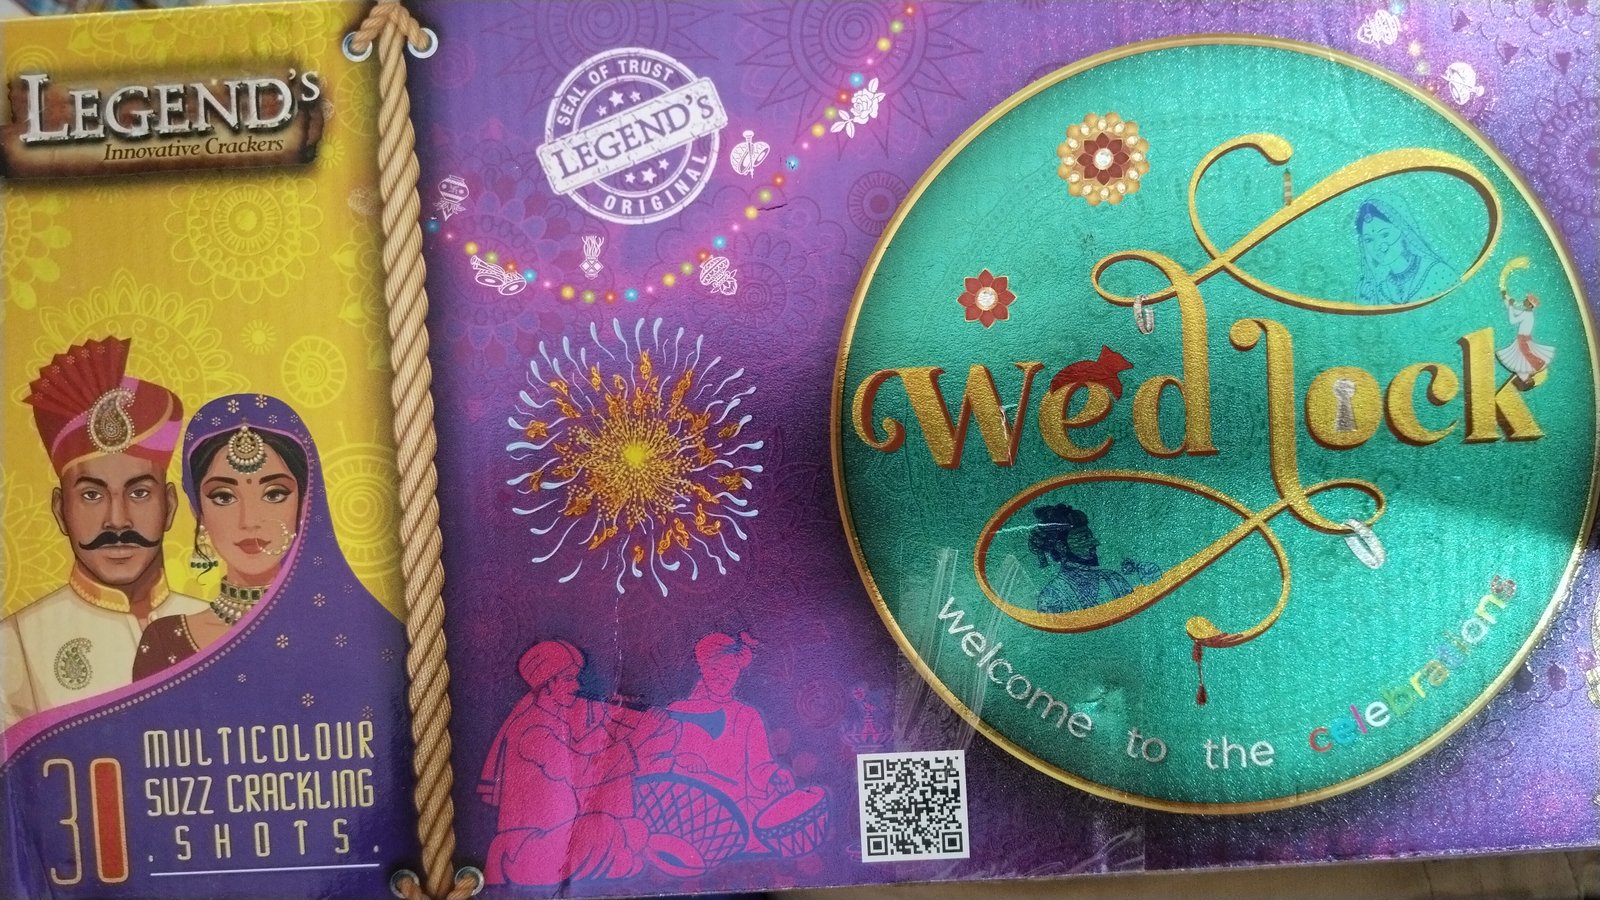 LEGEND'S
Innovative Crackers
SEAL OF TRUST
LEGEND'S
ORIGINAL
Wedlock
welcome to the celebrations
30
MULTICOLOUR
SUZZ CRACKLING
. SHOTS .